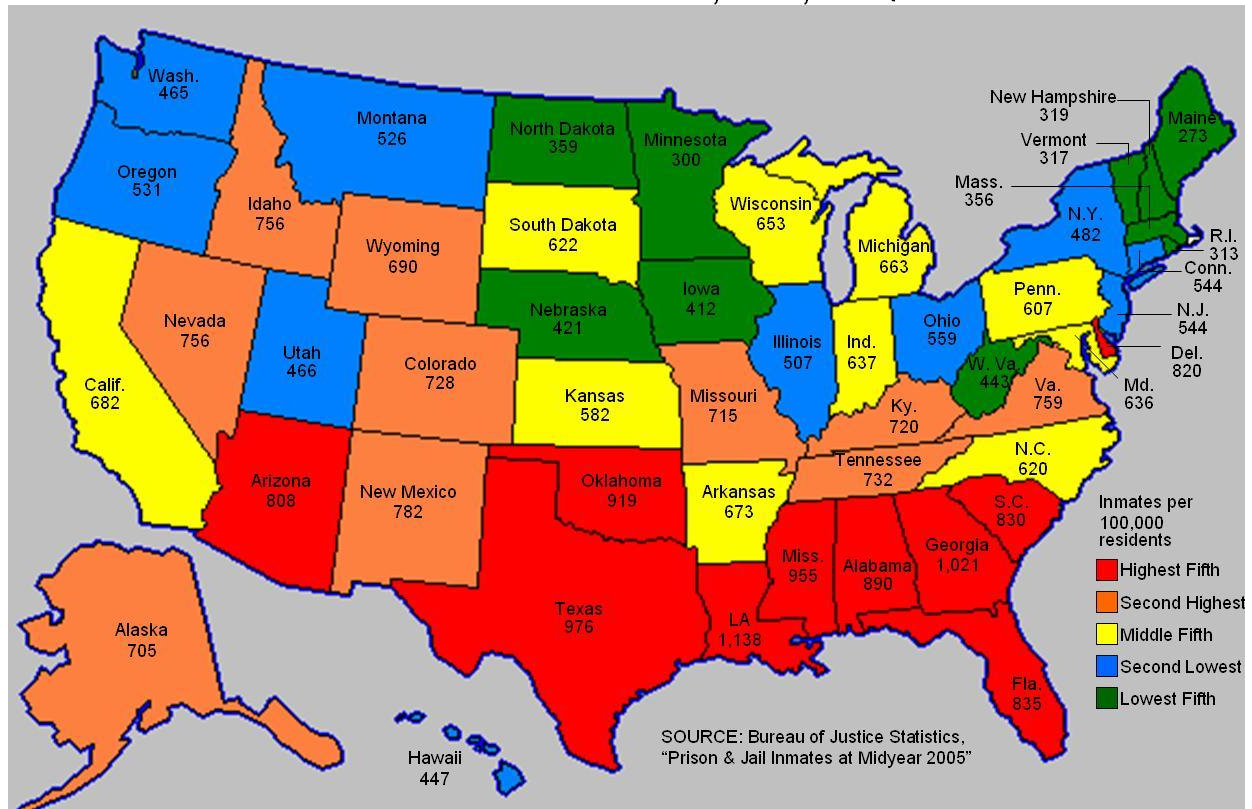 Wash.
465
Oregon
531
Calif.
682
Idaho
756
Nevada
756
Montana
526
Wyoming
690
Utah
466
Colorado
728
Arizona
808
New Mexico
782
North Dakota
359
South Dakota
622
Nebraska
421
Kansas
582
Oklahoma
919
Texas
976
Minnesota
300
Iowa
412
Missouri
715
Arkansas
673
LA
1,138
Wisconsin
653
Illinois
507
Michigan
663
Ind.
637
Ohio
559
Ky.
720
Tennessee
732
Miss.
955
Alabama
890
Georgia
1,021
Fla.
835
S.C.
830
N.C.
620
Va.
759
W. Va.
443
Penn.
607
N.Y.
482
New Hampshire
319
Vermont
317
Mass.
356
Maine
273
R.I.
313
Conn.
544
N.J.
544
Del.
820
Md.
636
Alaska
705
Hawaii
447
Inmates per
100,000
residents
Highest Fifth
Second Highest
Middle Fifth
Second Lowest
Lowest Fifth
SOURCE: Bureau of Justice Statistics,
“Prison & Jail Inmates at Midyear 2005”